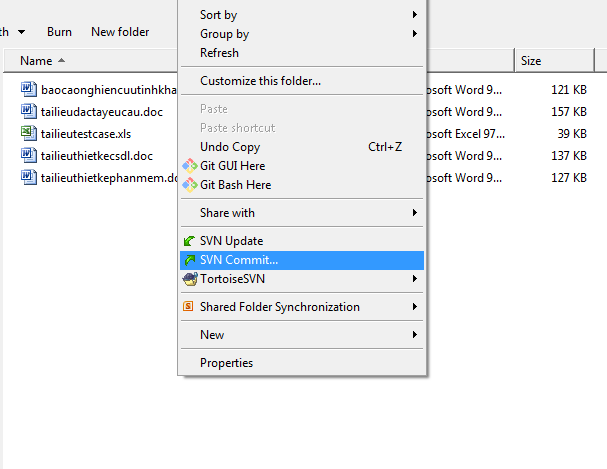 th Burn New folder
Name Size
baocaonghiencuutinhkha osoft Word 9... 121 KB
tailieudactayeucau.doc osoft Word 9... 157 KB
tailieutestcase.xls osoft Excel 97... 39 KB
tailieuthietkecsdl.doc osoft Word 9... 137 KB
tailieuthietkephanmem.do osoft Word 9... 127 KB
Sort by
Group by
Refresh
Customize this folder...
Paste
Paste shortcut
Undo Copy Ctrl+Z
Git GUI Here
Git Bash Here
Share with
SVN Update
SVN Commit...
TortoiseSVN
Shared Folder Synchronization
New
Properties